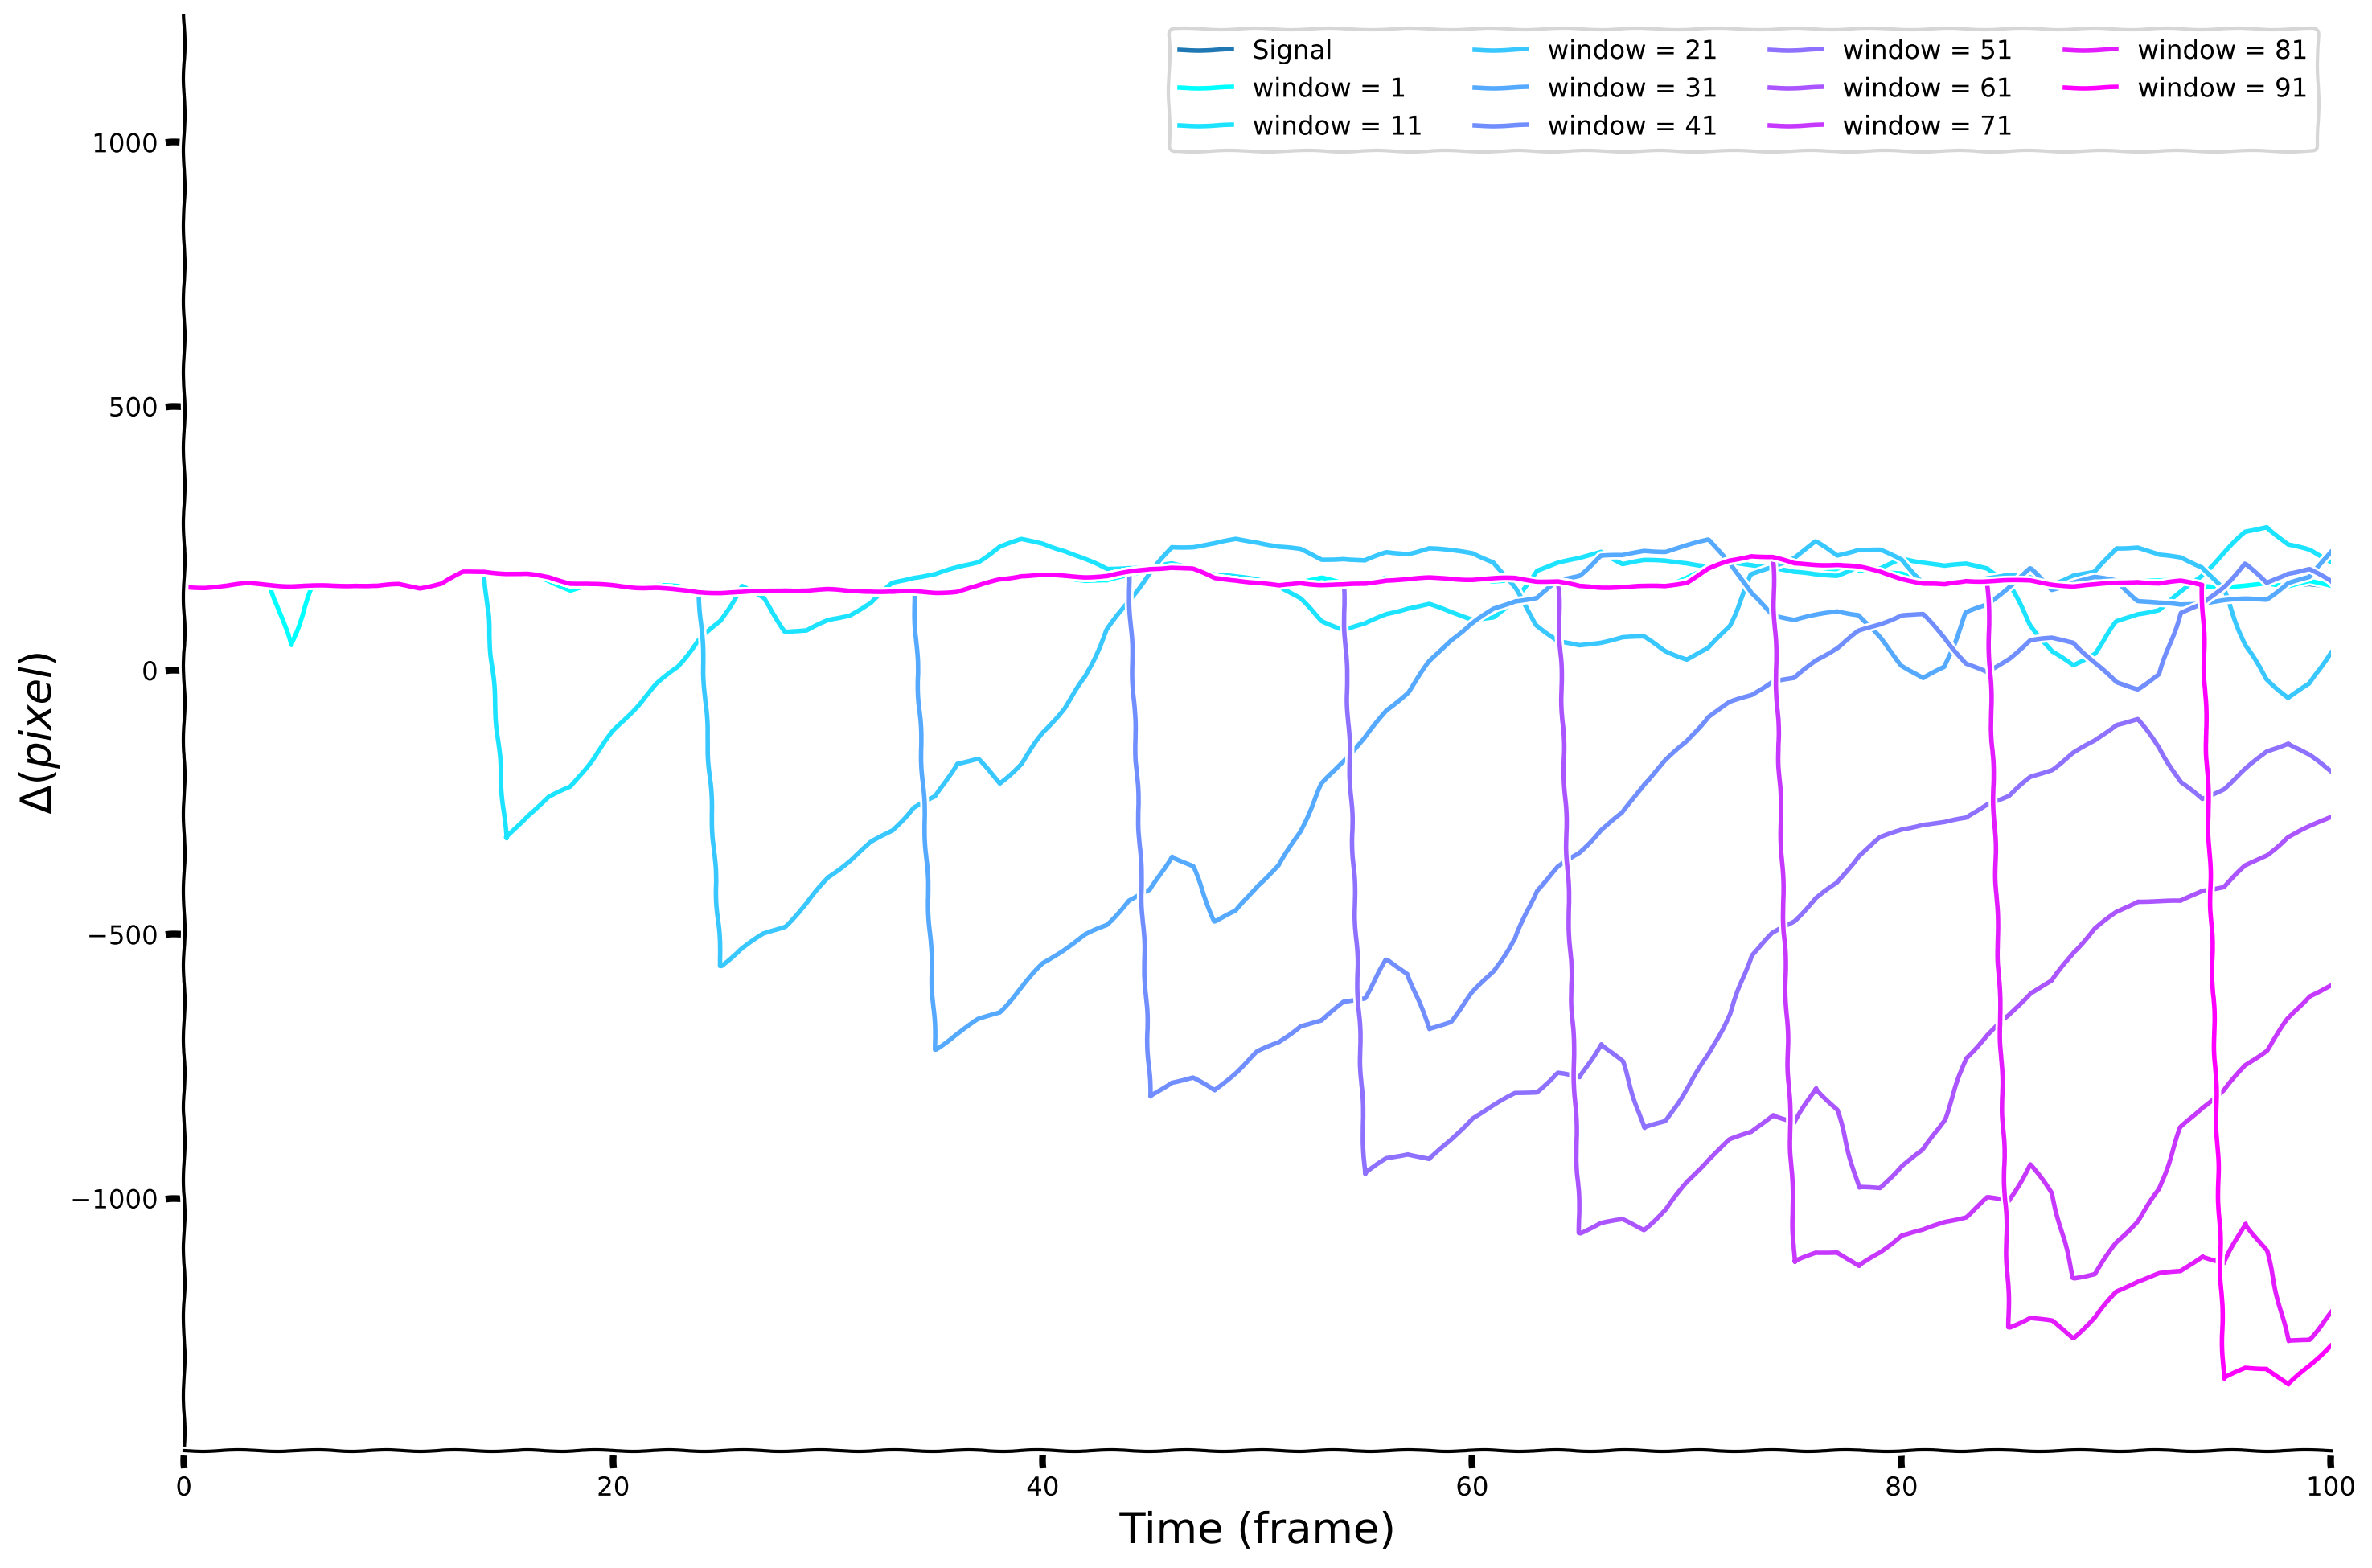 Signal
window = 1
window = 11
window = 21
window = 31
window = 41
window = 51
window = 61
window = 71
window = 81
window = 91
1000
500
0
−500
−1000
Δ(pixel)
0 20 40 60 80 100
Time (frame)